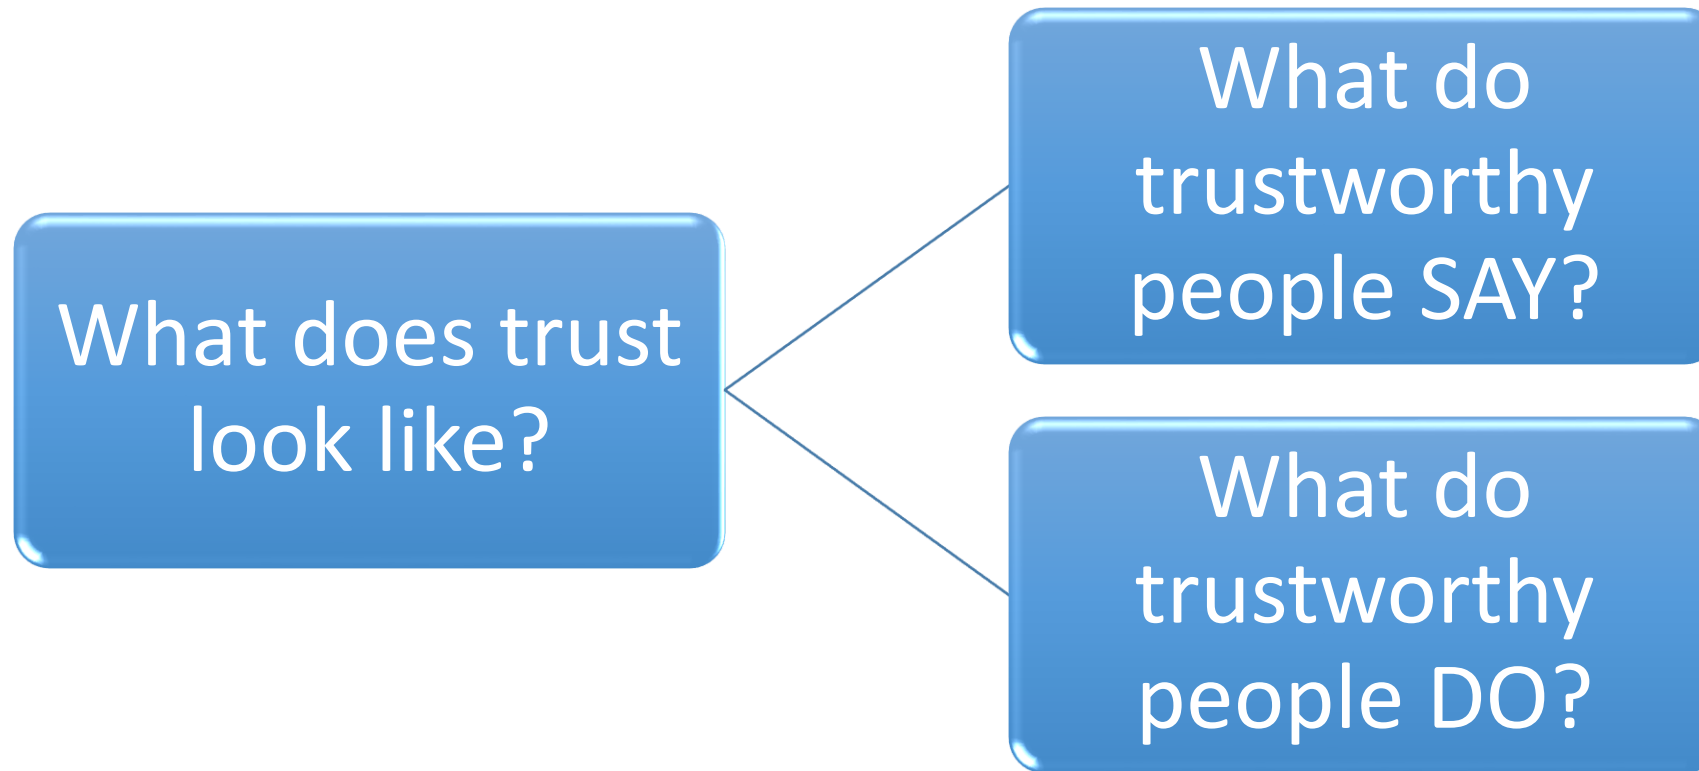 What does trust
look like?
What do
trustworthy
people SAY?
What do
trustworthy
people DO?